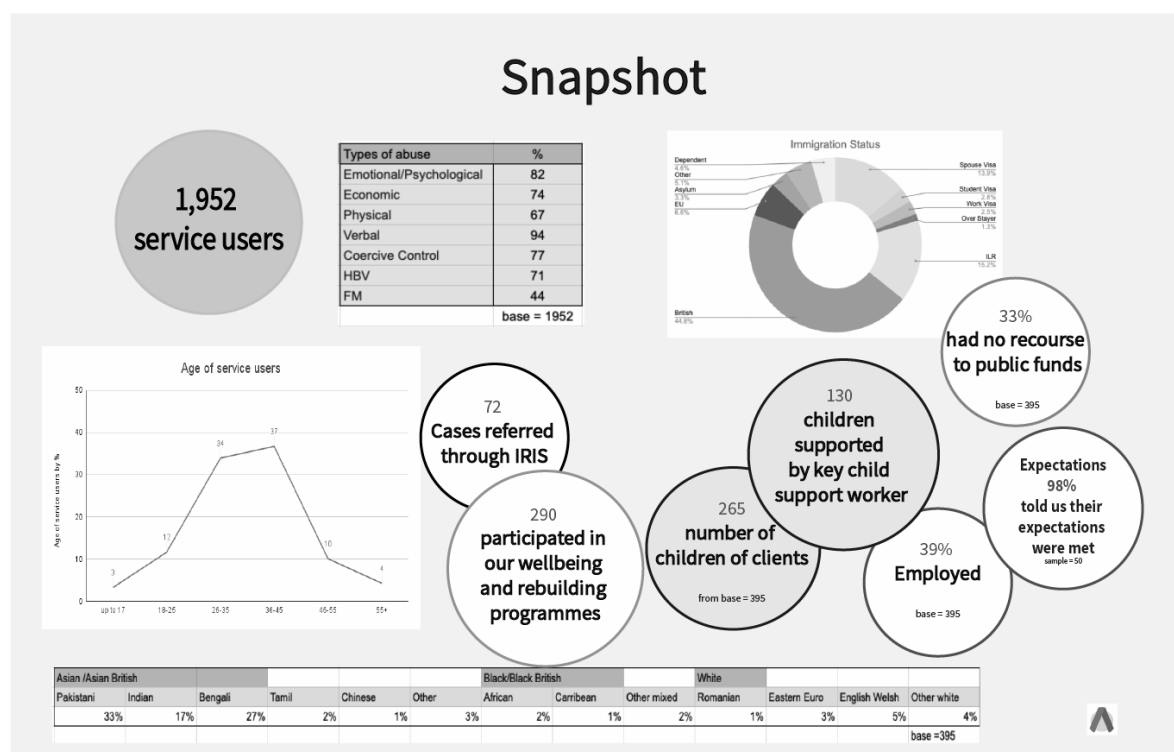 Snapshot
1,952
service users
Types of abuse %
Emotional/Psychological 82
Economic 74
Physical 67
Verbal 94
Coercive Control 77
HBV 71
FM 44
base = 1952
Immigration Status
Dependent
4.6%
Other
5.1%
Asylum
3.3%
EU
6.6%
British
44.8%
Spouse Visa
13.9%
Student Visa
2.8%
Work Visa
2.5%
Over Stayer
1.3%
ILR
15.2%
33%
had no recourse
to public funds
base = 395
Age of service users
Age of service users by %
50
40
30
20
10
0
3
12
34
37
10
4
up to 17 18-25 26-35 36-45 46-55 55+
72
Cases referred
through IRIS
290
participated in
our wellbeing
and rebuilding
programmes
265
number of
children of clients
from base = 395
130
children
supported
by key child
support worker
39%
Employed
base = 395
Expectations
98%
told us their
expectations
were met
sample = 50
Asian /Asian British Black/Black British White
Pakistani Indian Bengali Tamil Chinese Other African Carribean Other mixed Romanian Eastern Euro English Welsh Other white
33% 17% 27% 2% 1% 3% 2% 1% 2% 1% 3% 5% 4%
base =395